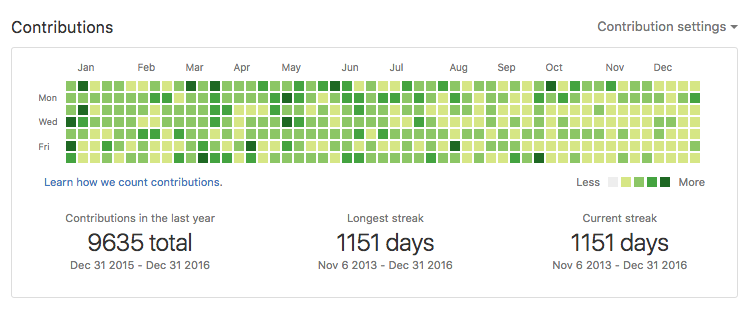 Contributions
Contribution settings
Jan Feb Mar Apr May Jun Jul Aug Sep Oct Nov Dec
Mon
Wed
Fri
Learn how we count contributions.
Less More
Contributions in the last year
9635 total
Dec 31 2015 - Dec 31 2016
Longest streak
1151 days
Nov 6 2013 - Dec 31 2016
Current streak
1151 days
Nov 6 2013 - Dec 31 2016